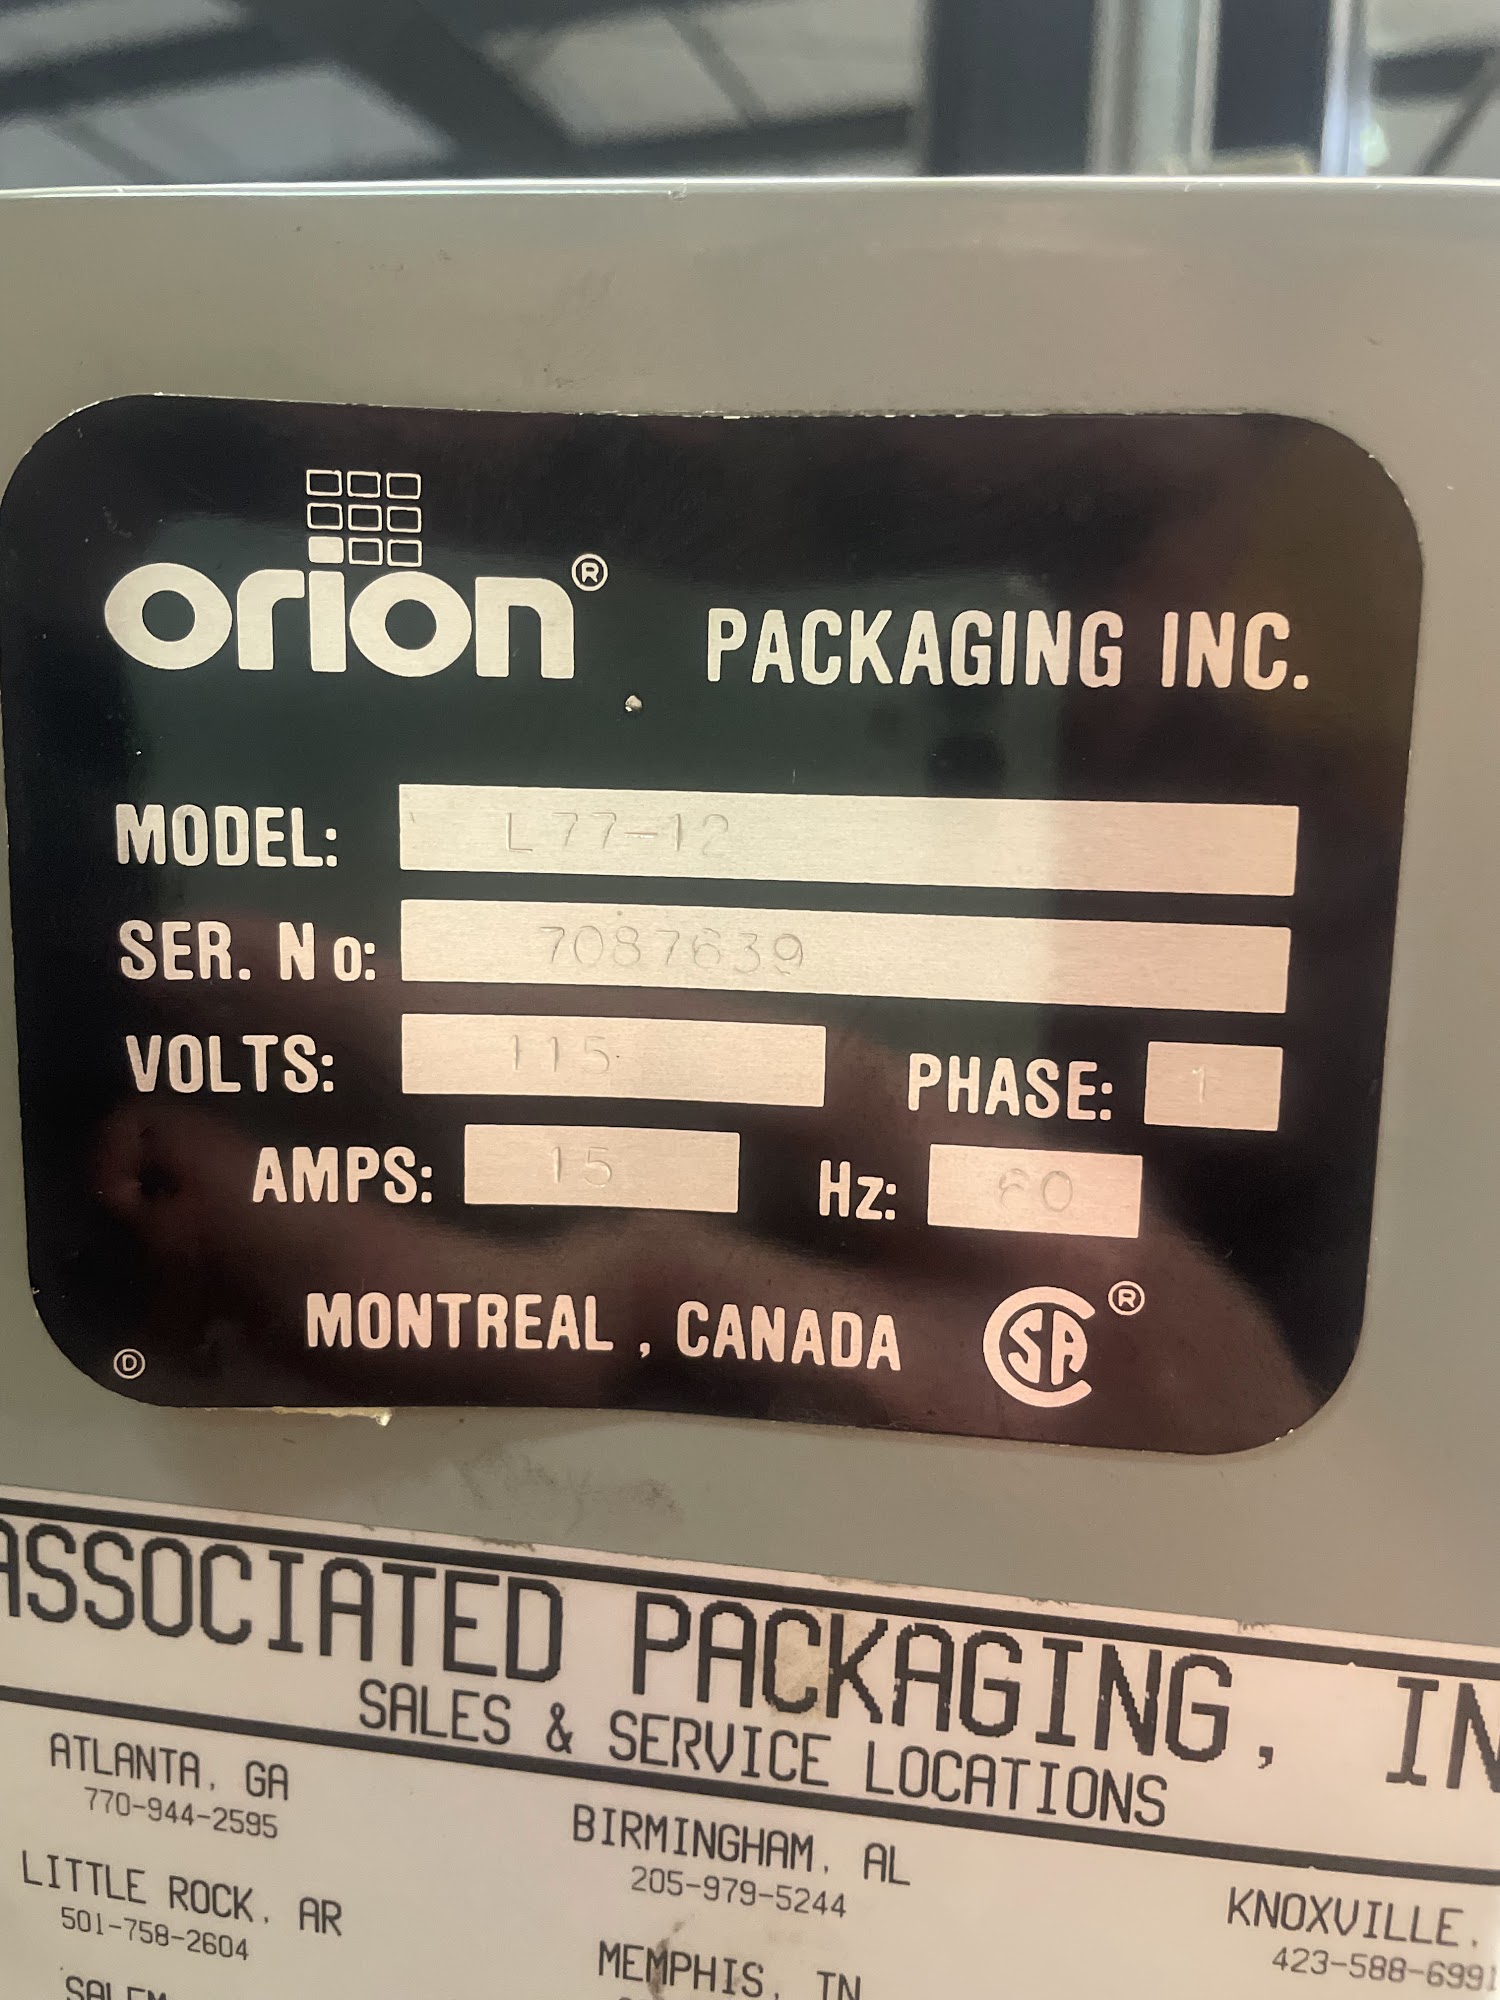 orion® PACKAGING INC.
MODEL: L77-12
SER. No: 7087639
VOLTS: 115 PHASE: 1
AMPS: 15 Hz: 60
MONTREAL, CANADA CSA®
D
ASSOCIATED PACKAGING, IN
SALES & SERVICE LOCATIONS
ATLANTA, GA
770-944-2595
BIRMINGHAM, AL
205-979-5244
KNOXVILLE,
423-588-6991
LITTLE ROCK, AR
501-758-2604
MEMPHIS, TN